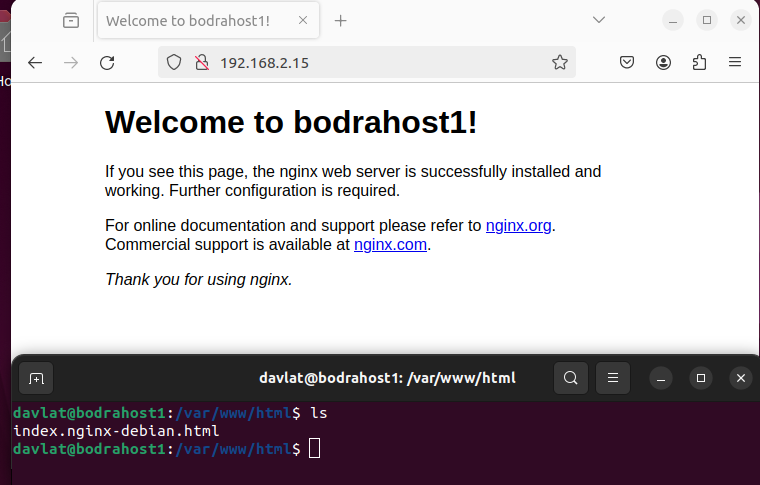 Welcome to bodrahost1!
192.168.2.15
Welcome to bodrahost1!
If you see this page, the nginx web server is successfully installed and
working. Further configuration is required.
For online documentation and support please refer to nginx.org.
Commercial support is available at nginx.com.
Thank you for using nginx.
davlat@bodrahost1: /var/www/html
davlat@bodrahost1:/var/www/html$ ls
index.nginx-debian.html
davlat@bodrahost1:/var/www/html$